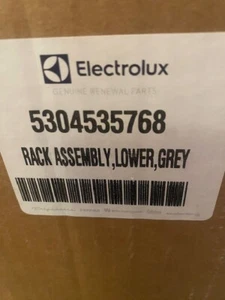 Electrolux
GENUINE RENEWAL PARTS
5304535768
RACK ASSEMBLY,LOWER,GREY